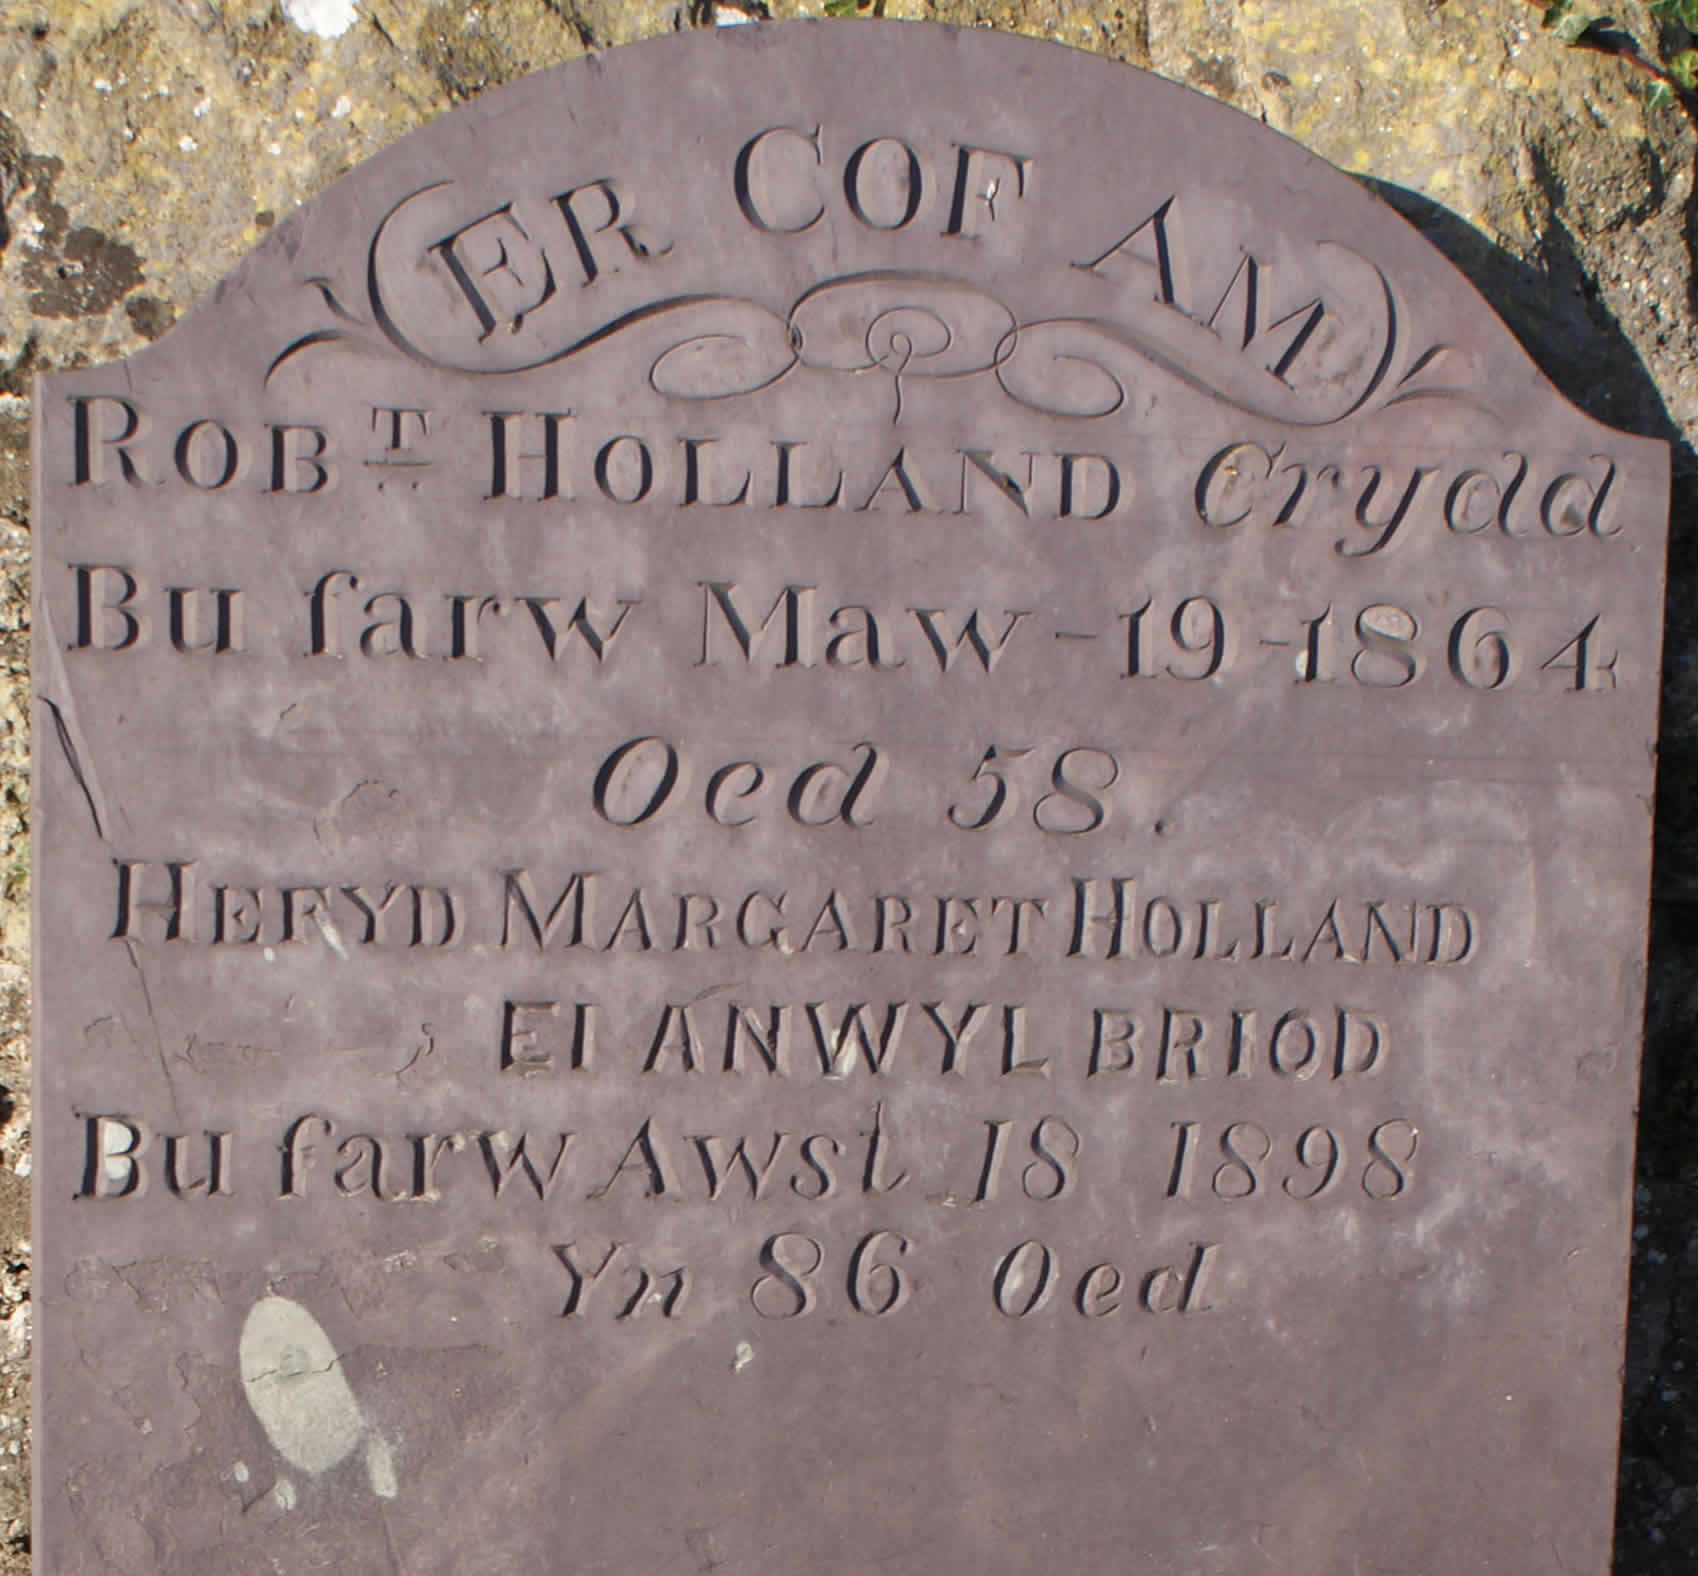 ER COF AM
ROBT HOLLAND Crydd
Bu farw Maw - 19 - 1864
Oed 58.
HEFYD MARGARET HOLLAND
EI ANWYL BRIOD
Bu farw Awst 18 1898
Yn 86 Oed